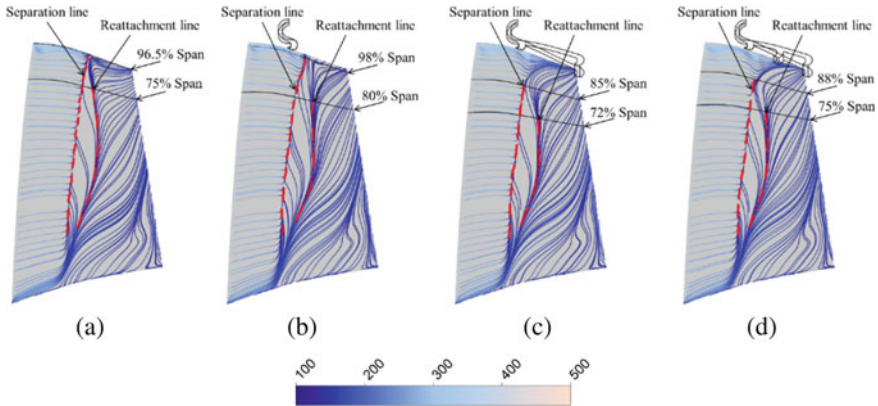 Separation line Reattachment line
96.5% Span
75% Span
(a)
Separation line Reattachment line
98% Span
80% Span
(b)
Separation line Reattachment line
85% Span
72% Span
(c)
Separation line Reattachment line
88% Span
75% Span
(d)
100 200 300 400 500